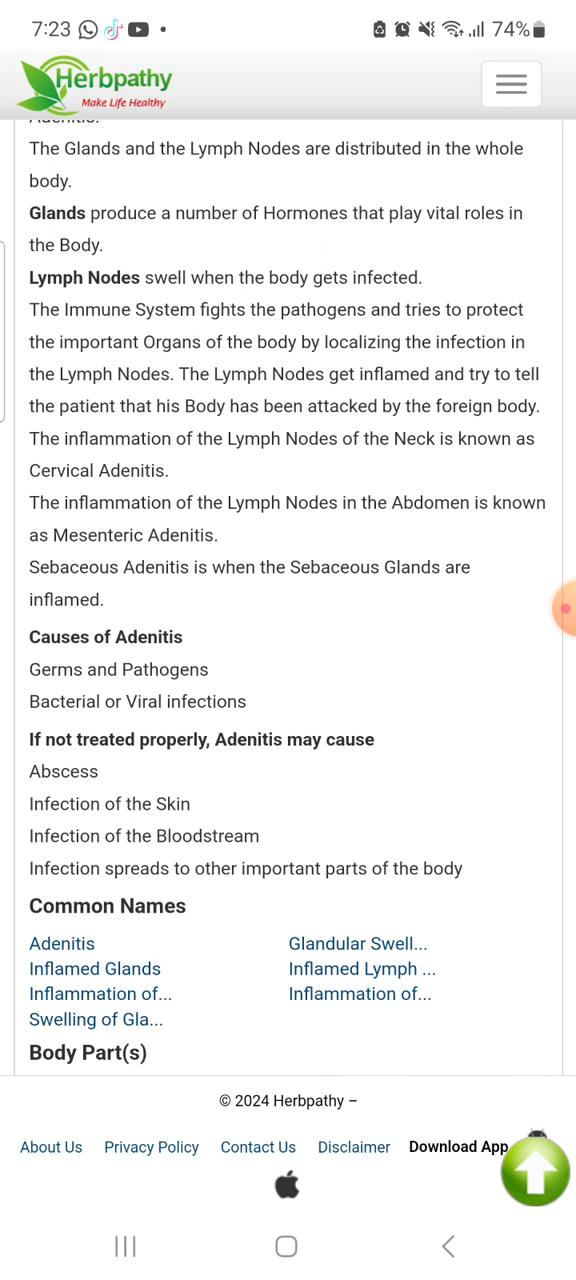 7:23
74%
Herbpathy
Make Life Healthy
The Glands and the Lymph Nodes are distributed in the whole
body.
Glands produce a number of Hormones that play vital roles in
the Body.
Lymph Nodes swell when the body gets infected.
The Immune System fights the pathogens and tries to protect
the important Organs of the body by localizing the infection in
the Lymph Nodes. The Lymph Nodes get inflamed and try to tell
the patient that his Body has been attacked by the foreign body.
The inflammation of the Lymph Nodes of the Neck is known as
Cervical Adenitis.
The inflammation of the Lymph Nodes in the Abdomen is known
as Mesenteric Adenitis.
Sebaceous Adenitis is when the Sebaceous Glands are
inflamed.
Causes of Adenitis
Germs and Pathogens
Bacterial or Viral infections
If not treated properly, Adenitis may cause
Abscess
Infection of the Skin
Infection of the Bloodstream
Infection spreads to other important parts of the body
Common Names
Adenitis Glandular Swell...
Inflamed Glands Inflamed Lymph ...
Inflammation of... Inflammation of...
Swelling of Gla...
Body Part(s)
© 2024 Herbpathy –
About Us Privacy Policy Contact Us Disclaimer Download App